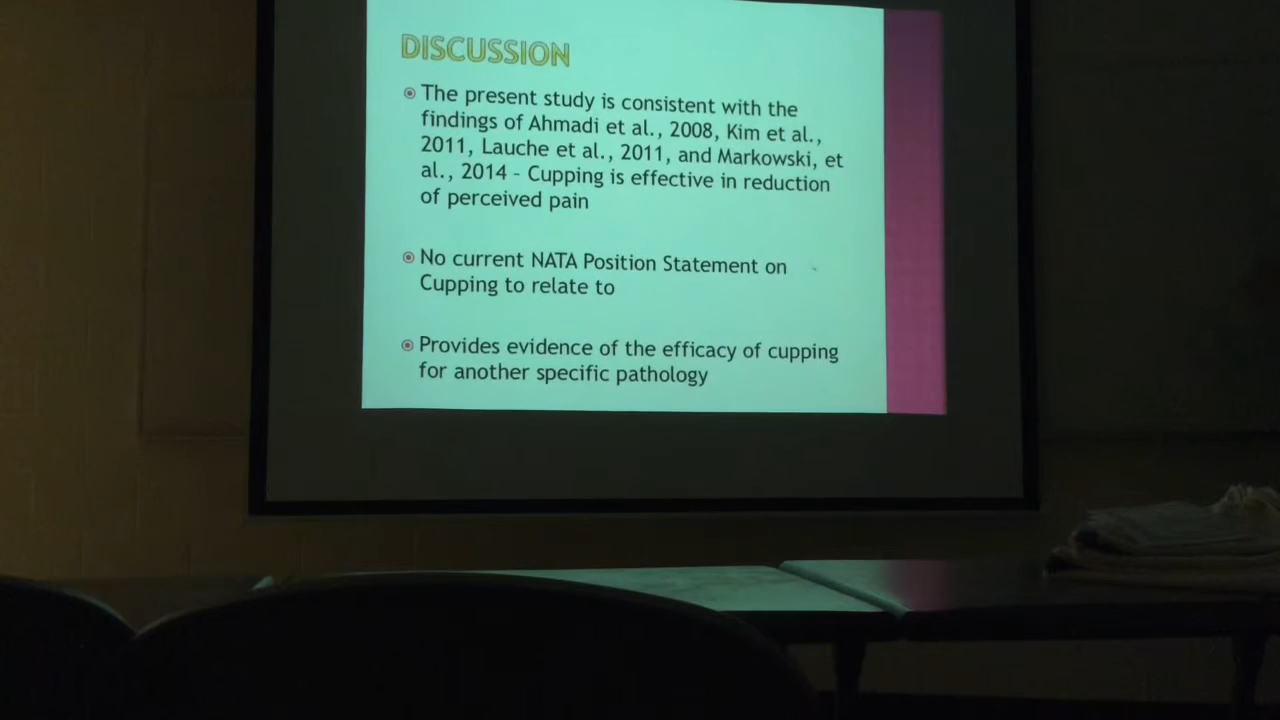 DISCUSSION
The present study is consistent with the
findings of Ahmadi et al., 2008, Kim et al.,
2011, Lauche et al., 2011, and Markowski, et
al., 2014 – Cupping is effective in reduction
of perceived pain
No current NATA Position Statement on
Cupping to relate to
Provides evidence of the efficacy of cupping
for another specific pathology